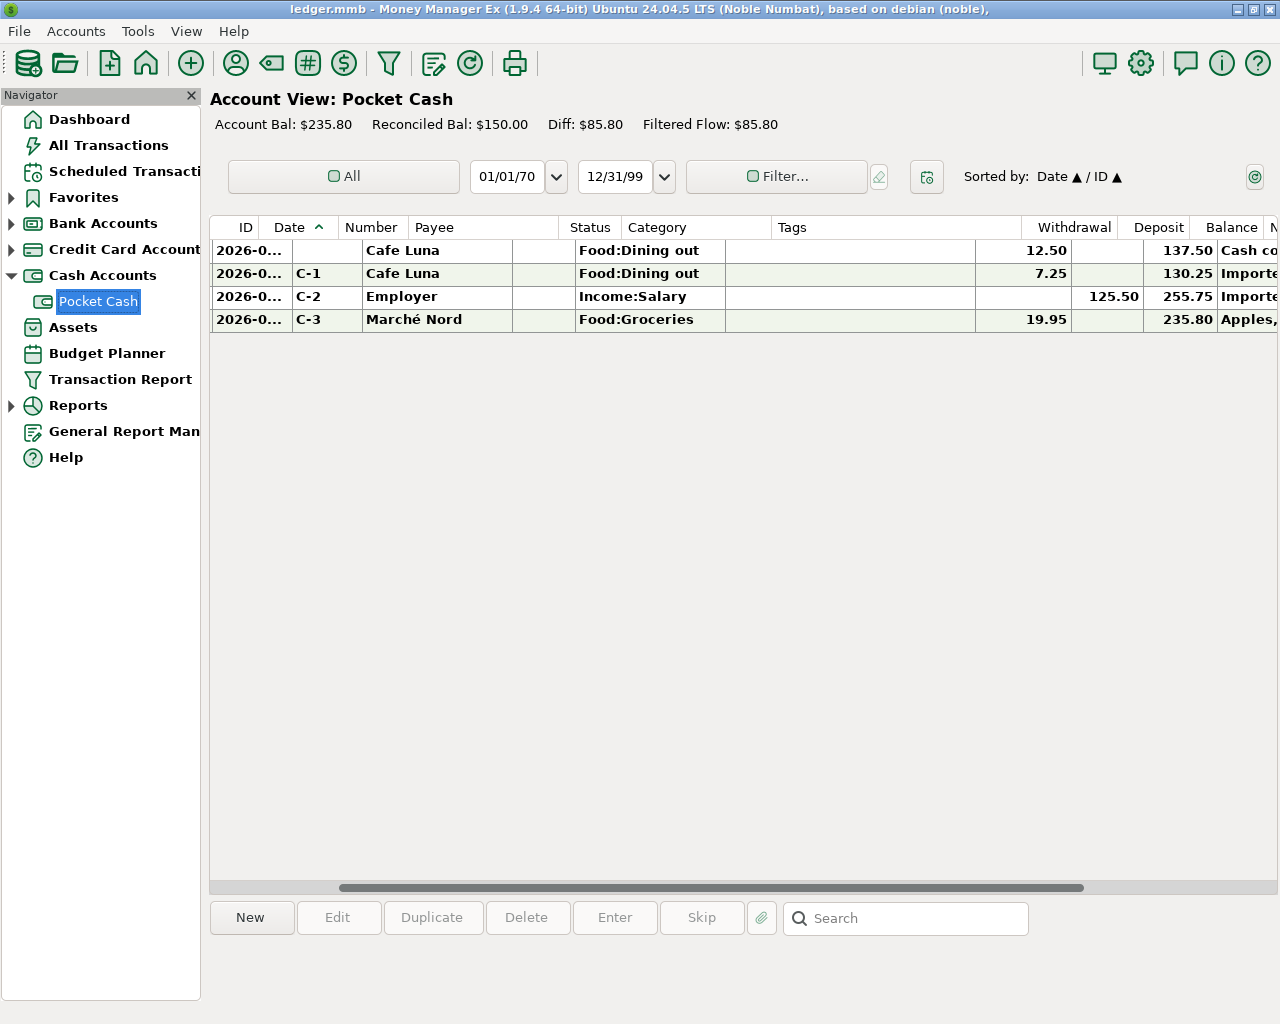 ledger.mmb - Money Manager Ex (1.9.4 64-bit) Ubuntu 24.04.5 LTS (Noble Numbat), based on debian (noble),
File Accounts Tools View Help
Navigator
Dashboard
All Transactions
Scheduled Transacti
Favorites
Bank Accounts
Credit Card Account
Cash Accounts
Pocket Cash
Assets
Budget Planner
Transaction Report
Reports
General Report Man
Help
Account View: Pocket Cash
Account Bal: $235.80 Reconciled Bal: $150.00 Diff: $85.80 Filtered Flow: $85.80
All 01/01/70 12/31/99 Filter... Sorted by: Date ▲ / ID ▲
ID Date Number Payee Status Category Tags Withdrawal Deposit Balance N
2026-0... Cafe Luna Food:Dining out 12.50 137.50 Cash co
2026-0... C-1 Cafe Luna Food:Dining out 7.25 130.25 Importe
2026-0... C-2 Employer Income:Salary 125.50 255.75 Importe
2026-0... C-3 Marché Nord Food:Groceries 19.95 235.80 Apples,
New Edit Duplicate Delete Enter Skip Search